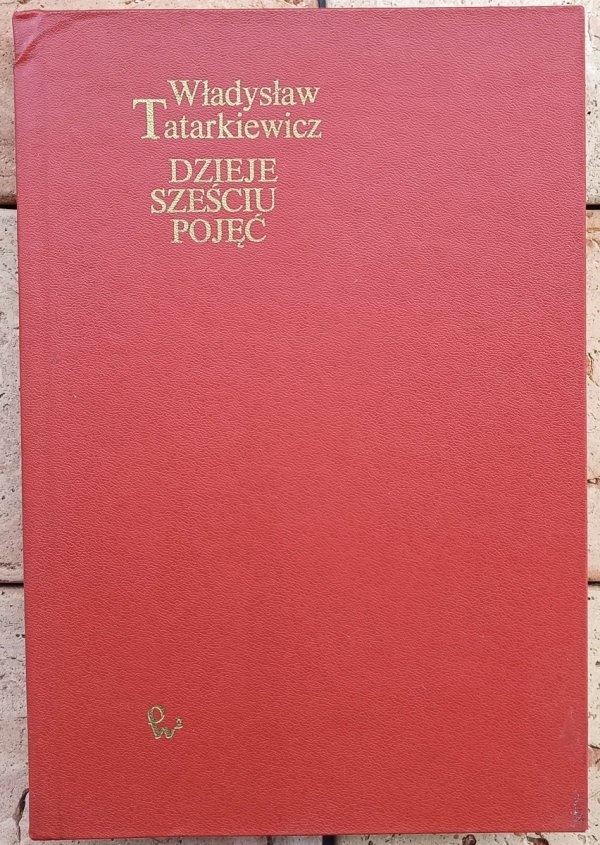 Władysław
Tatarkiewicz
DZIEJE
SZEŚCIU
POJĘĆ